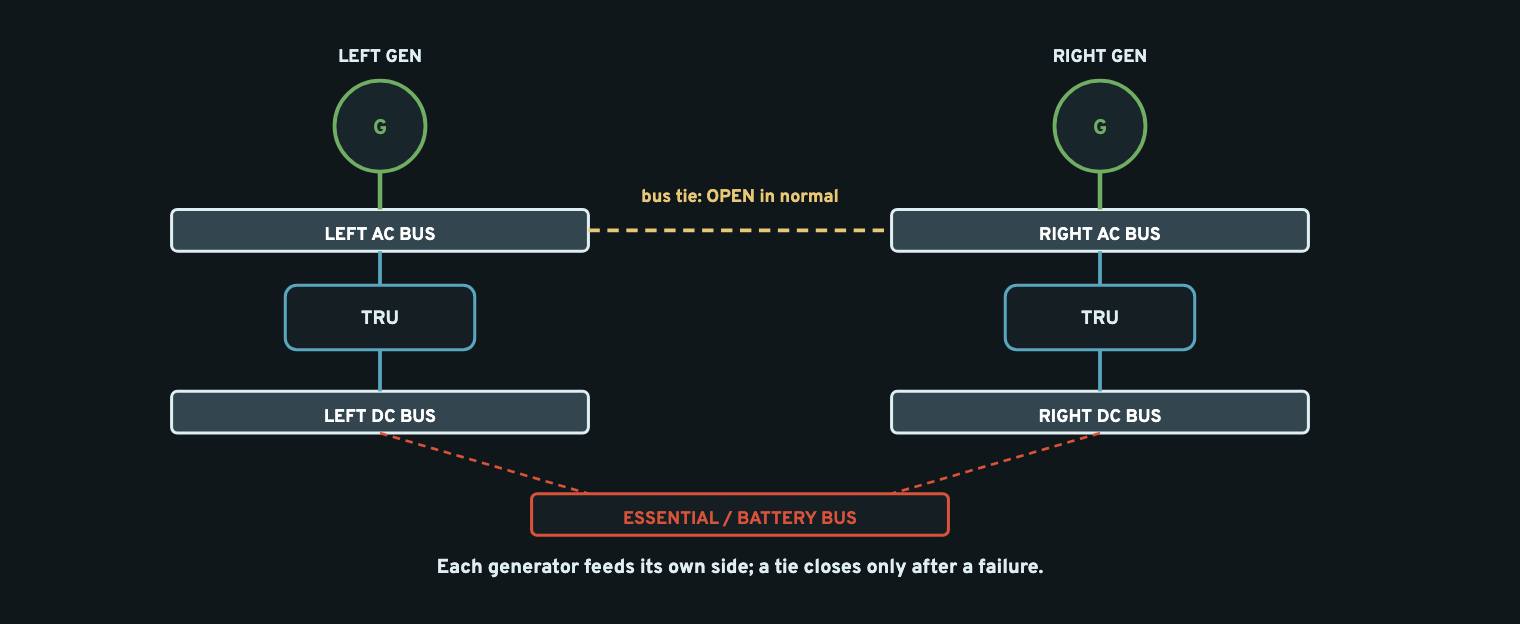 LEFT GEN
RIGHT GEN
G
G
bus tie: OPEN in normal
LEFT AC BUS
RIGHT AC BUS
TRU
TRU
LEFT DC BUS
RIGHT DC BUS
ESSENTIAL / BATTERY BUS
Each generator feeds its own side; a tie closes only after a failure.